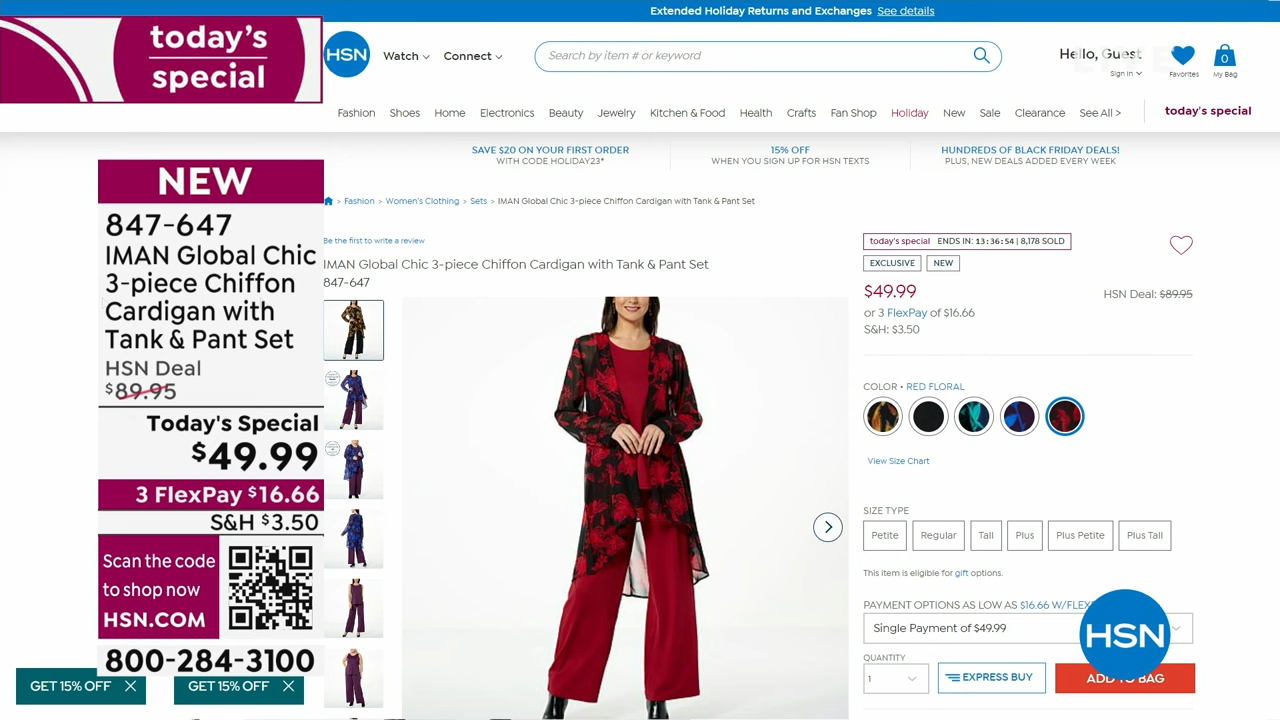 Extended Holiday Returns and Exchanges See details
today's
special
HSN
Watch
Connect
Search by item # or keyword
Hello, Guest
Sign in
Favorites
0
My Bag
Fashion Shoes Home Electronics Beauty Jewelry Kitchen & Food Health Crafts Fan Shop Holiday New Sale Clearance See All >
today's special
SAVE $20 ON YOUR FIRST ORDER
WITH CODE HOLIDAY23*
15% OFF
WHEN YOU SIGN UP FOR HSN TEXTS
HUNDREDS OF BLACK FRIDAY DEALS!
PLUS, NEW DEALS ADDED EVERY WEEK
NEW
847-647
IMAN Global Chic
3-piece Chiffon
Cardigan with
Tank & Pant Set
HSN Deal
$89.95
Today's Special
$49.99
3 FlexPay $16.66
S&H $3.50
Scan the code
to shop now
HSN.COM
800-284-3100
GET 15% OFF X
GET 15% OFF X
> Fashion > Women's Clothing > Sets > IMAN Global Chic 3-piece Chiffon Cardigan with Tank & Pant Set
Be the first to write a review
IMAN Global Chic 3-piece Chiffon Cardigan with Tank & Pant Set
847-647
today's special ENDS IN: 13:36:54 | 8,178 SOLD
EXCLUSIVE
NEW
$49.99
HSN Deal: $89.95
or 3 FlexPay of $16.66
S&H: $3.50
COLOR • RED FLORAL
View Size Chart
SIZE TYPE
Petite
Regular
Tall
Plus
Plus Petite
Plus Tall
This item is eligible for gift options.
PAYMENT OPTIONS AS LOW AS $16.66 W/FLEX
Single Payment of $49.99
HSN
QUANTITY
1
EXPRESS BUY
ADD TO BAG